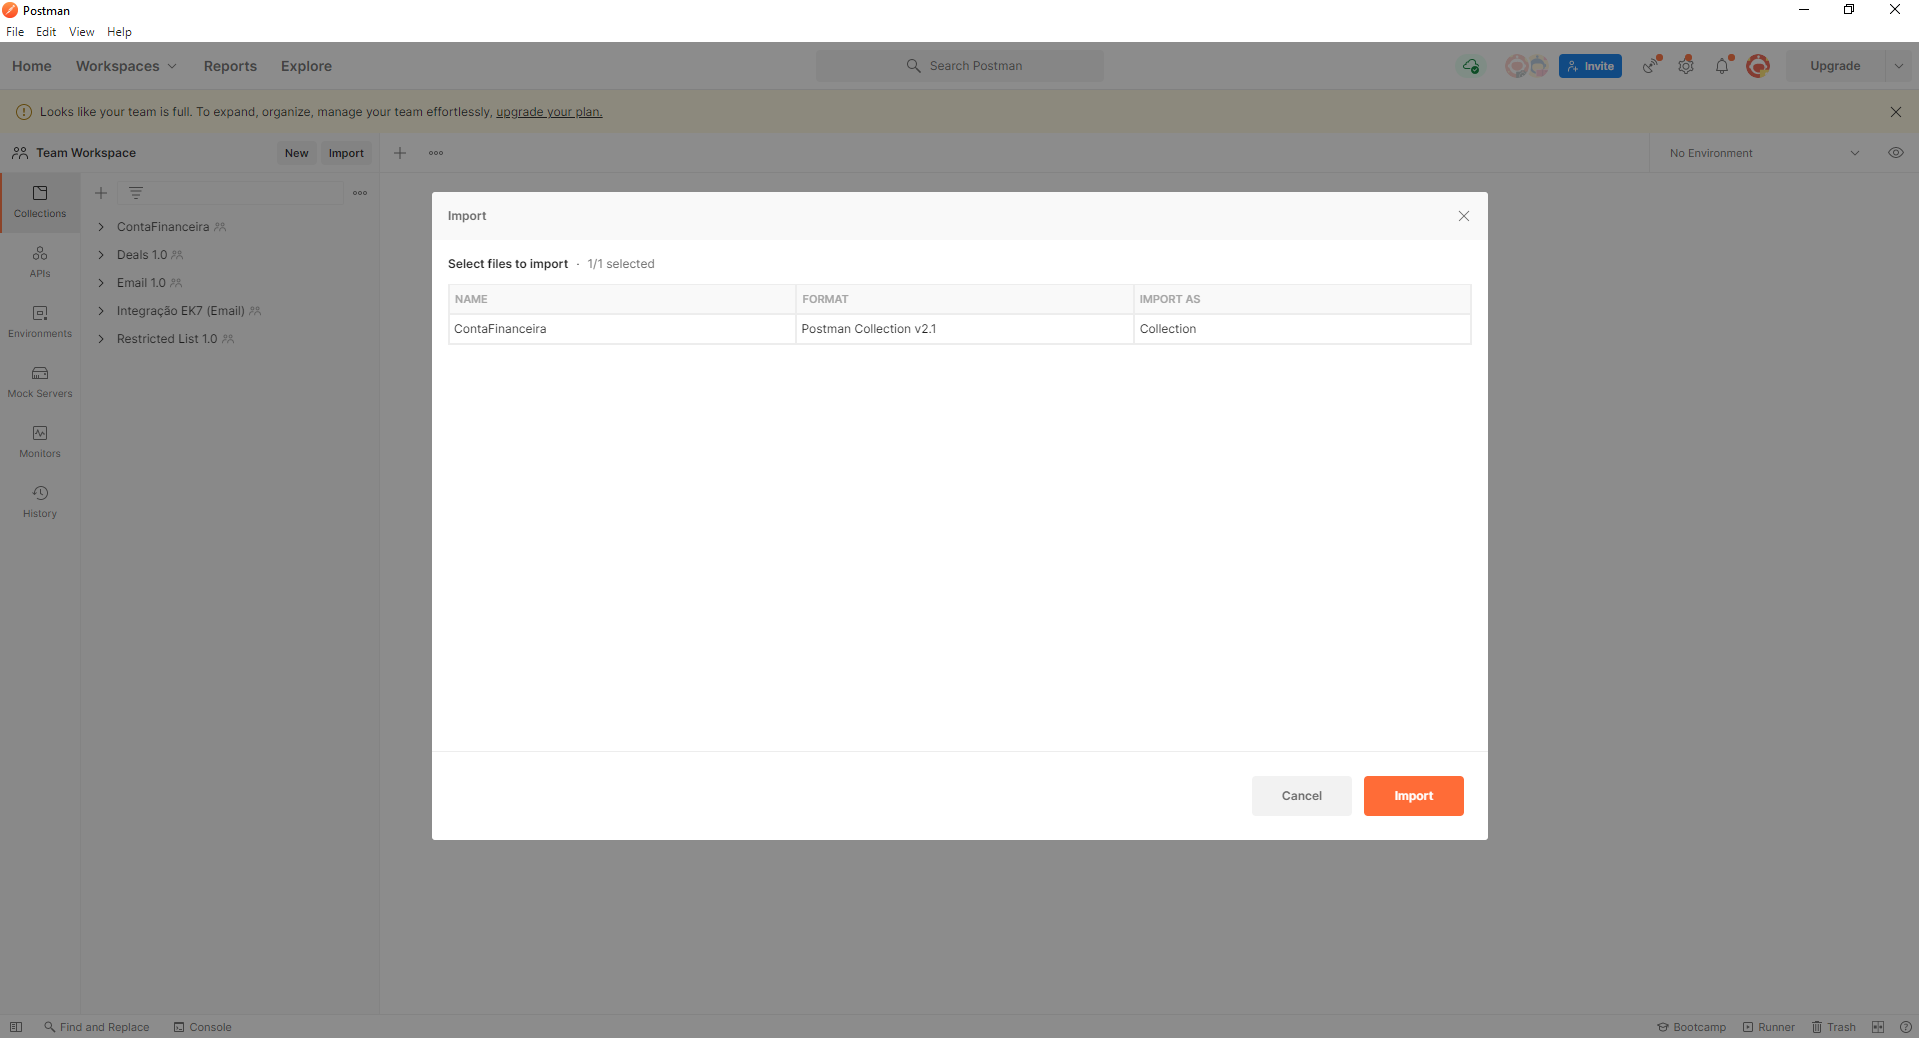 Postman
File Edit View Help
Home Workspaces Reports Explore Search Postman Invite Upgrade
Looks like your team is full. To expand, organize, manage your team effortlessly, upgrade your plan.
Team Workspace New Import No Environment
Collections
APIs
Environments
Mock Servers
Monitors
History
ContaFinanceira
Deals 1.0
Email 1.0
Integração EK7 (Email)
Restricted List 1.0
Import
Select files to import · 1/1 selected
NAME FORMAT IMPORT AS
ContaFinanceira Postman Collection v2.1 Collection
Cancel Import
Find and Replace Console Bootcamp Runner Trash